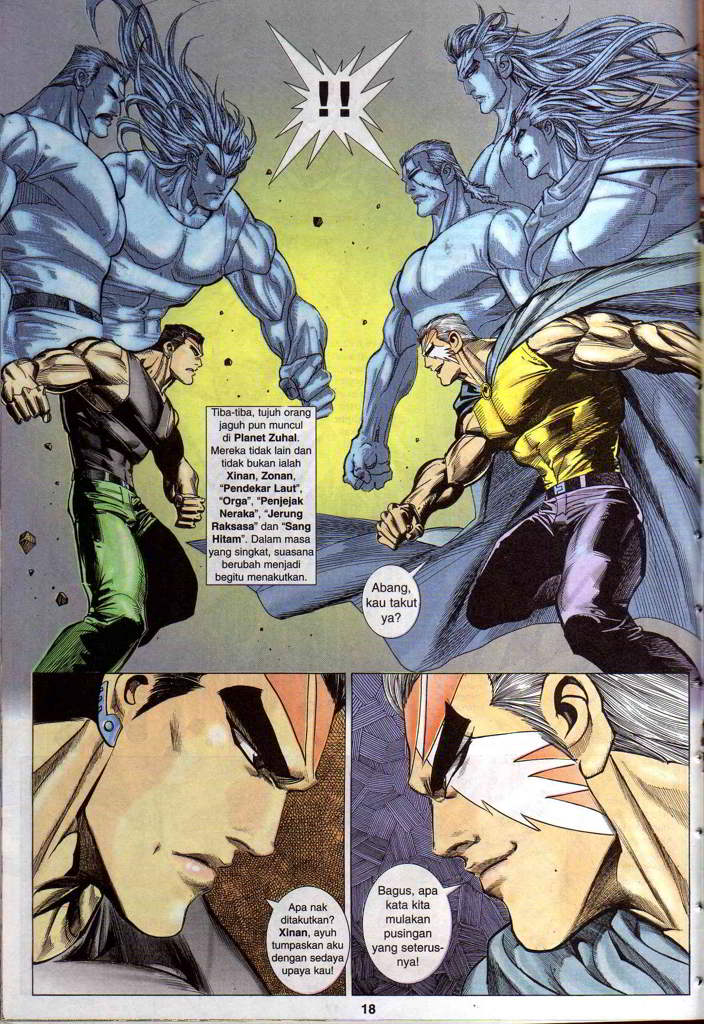 !!
Tiba-tiba, tujuh orang
jaguh pun muncul
di Planet Zuhal.
Mereka tidak lain dan
tidak bukan ialah
Xinan, Zonan,
"Pendekar Laut",
"Orga", "Penjejak
Neraka", "Jerung
Raksasa" dan "Sang
Hitam". Dalam masa
yang singkat, suasana
berubah menjadi
begitu menakutkan.
Abang,
kau takut
ya?
Apa nak
ditakutkan?
Xinan, ayuh
tumpaskan aku
dengan sedaya
upaya kau!
Bagus, apa
kata kita
mulakan
pusingan
yang seterus-
nya!
18